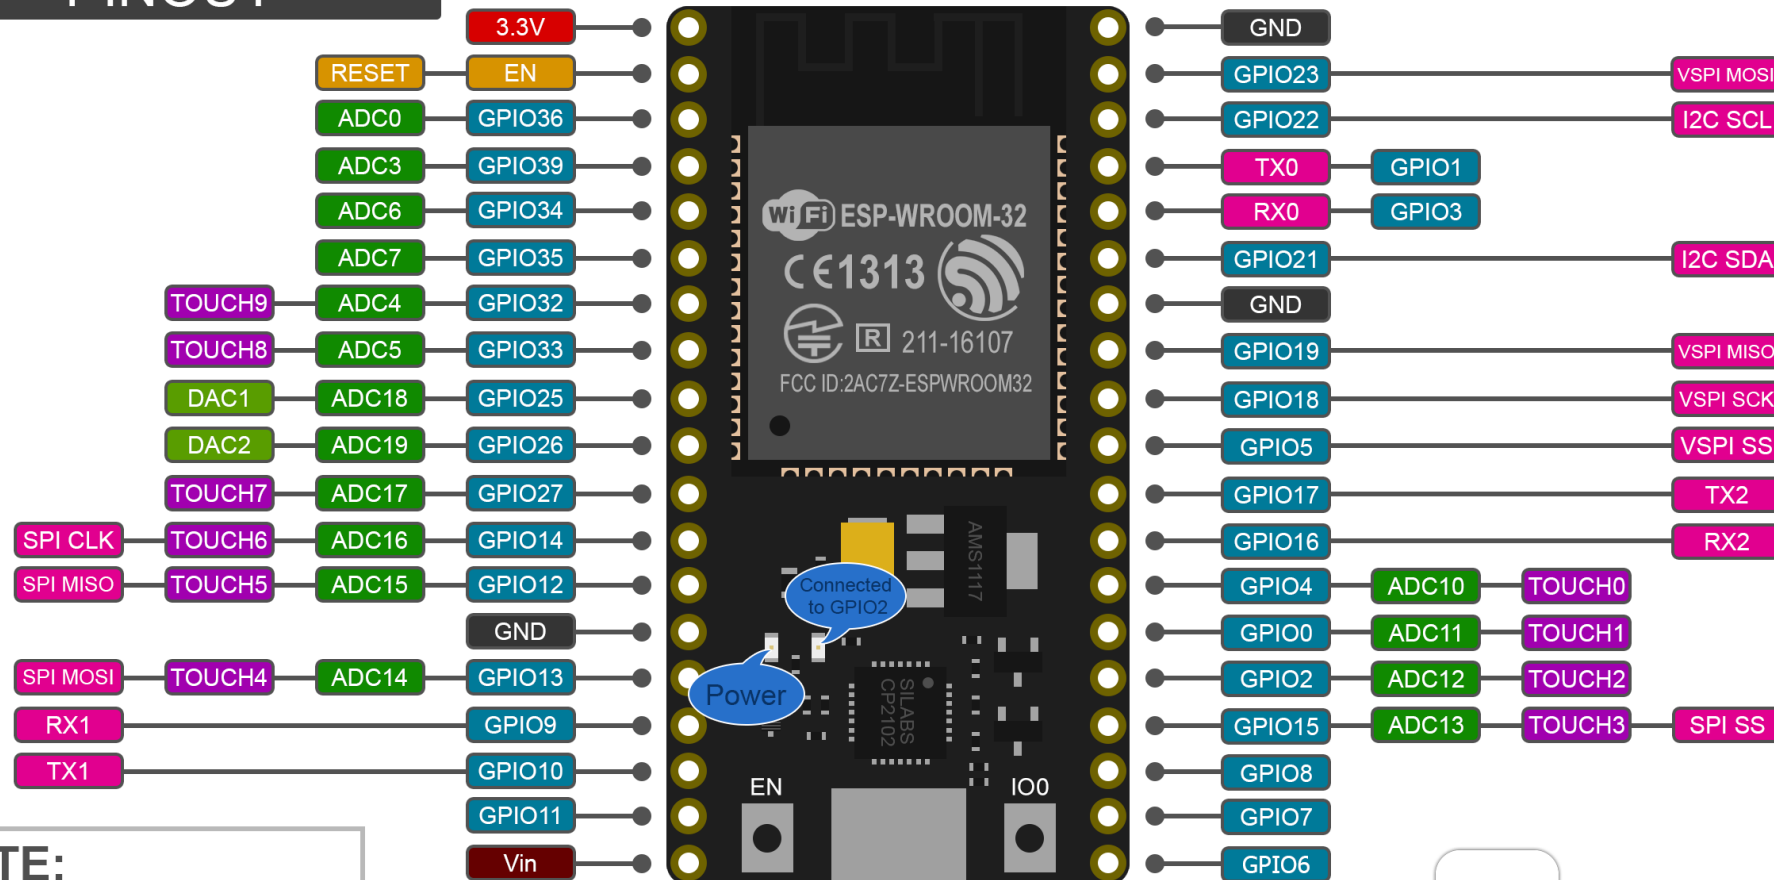 3.3V
GND
RESET EN
GPIO23 VSPI MOSI
ADC0 GPIO36
GPIO22 I2C SCL
ADC3 GPIO39
TX0 GPIO1
ADC6 GPIO34
RX0 GPIO3
ADC7 GPIO35
GPIO21 I2C SDA
TOUCH9 ADC4 GPIO32
GND
TOUCH8 ADC5 GPIO33
GPIO19 VSPI MISO
DAC1 ADC18 GPIO25
GPIO18 VSPI SCK
DAC2 ADC19 GPIO26
GPIO5 VSPI SS
TOUCH7 ADC17 GPIO27
GPIO17 TX2
SPI CLK TOUCH6 ADC16 GPIO14
GPIO16 RX2
SPI MISO TOUCH5 ADC15 GPIO12
GPIO4 ADC10 TOUCH0
GND
GPIO0 ADC11 TOUCH1
SPI MOSI TOUCH4 ADC14 GPIO13
GPIO2 ADC12 TOUCH2
RX1 GPIO9
GPIO15 ADC13 TOUCH3 SPI SS
TX1 GPIO10
GPIO8
GPIO11
GPIO7
Vin
GPIO6
WiFi ESP-WROOM-32
CE1313
R 211-16107
FCC ID:2AC7Z-ESPWROOM32
AMS1117
Connected
to GPIO2
Power
SILABS
CP2102
EN
IO0
TE: